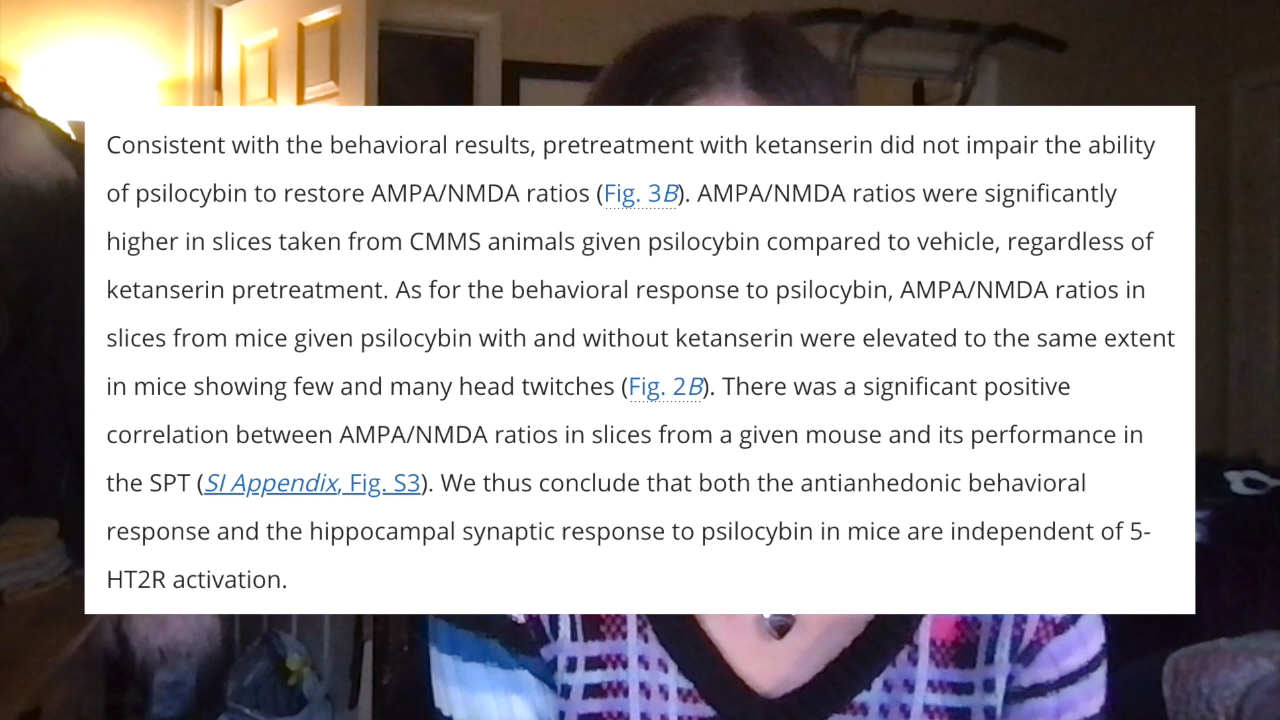 Consistent with the behavioral results, pretreatment with ketanserin did not impair the ability
of psilocybin to restore AMPA/NMDA ratios (Fig. 3B). AMPA/NMDA ratios were significantly
higher in slices taken from CMMS animals given psilocybin compared to vehicle, regardless of
ketanserin pretreatment. As for the behavioral response to psilocybin, AMPA/NMDA ratios in
slices from mice given psilocybin with and without ketanserin were elevated to the same extent
in mice showing few and many head twitches (Fig. 2B). There was a significant positive
correlation between AMPA/NMDA ratios in slices from a given mouse and its performance in
the SPT (SI Appendix, Fig. S3). We thus conclude that both the antianhedonic behavioral
response and the hippocampal synaptic response to psilocybin in mice are independent of 5-
HT2R activation.